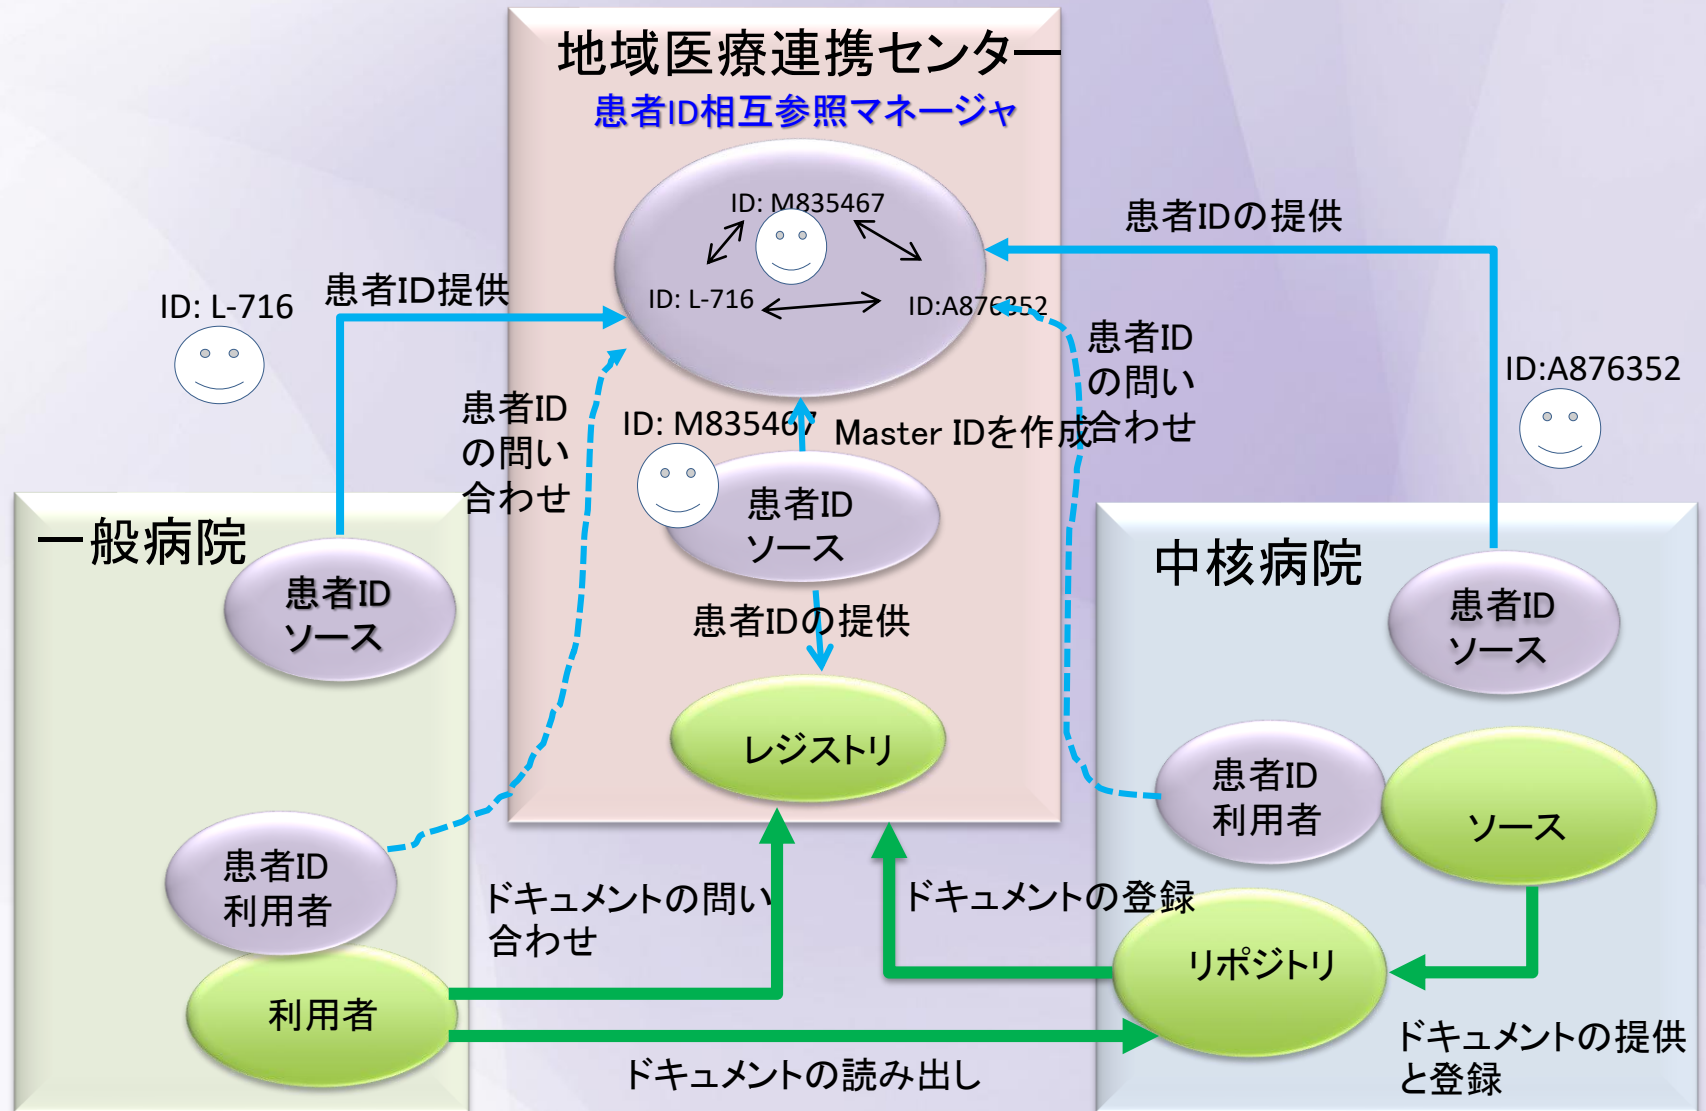 地域医療連携センター
患者ID相互参照マネージャ
ID: M835467
ID: L-716
ID:A876352
患者IDの提供
患者ID提供
ID: L-716
患者ID
の問い
合わせ
ID: M835467
Master IDを作成
患者ID
の問い
合わせ
ID:A876352
患者ID
ソース
患者IDの提供
レジストリ
一般病院
患者ID
ソース
患者ID
利用者
利用者
中核病院
患者ID
ソース
患者ID
利用者
ソース
リポジトリ
ドキュメントの問い
合わせ
ドキュメントの登録
ドキュメントの読み出し
ドキュメントの提供
と登録